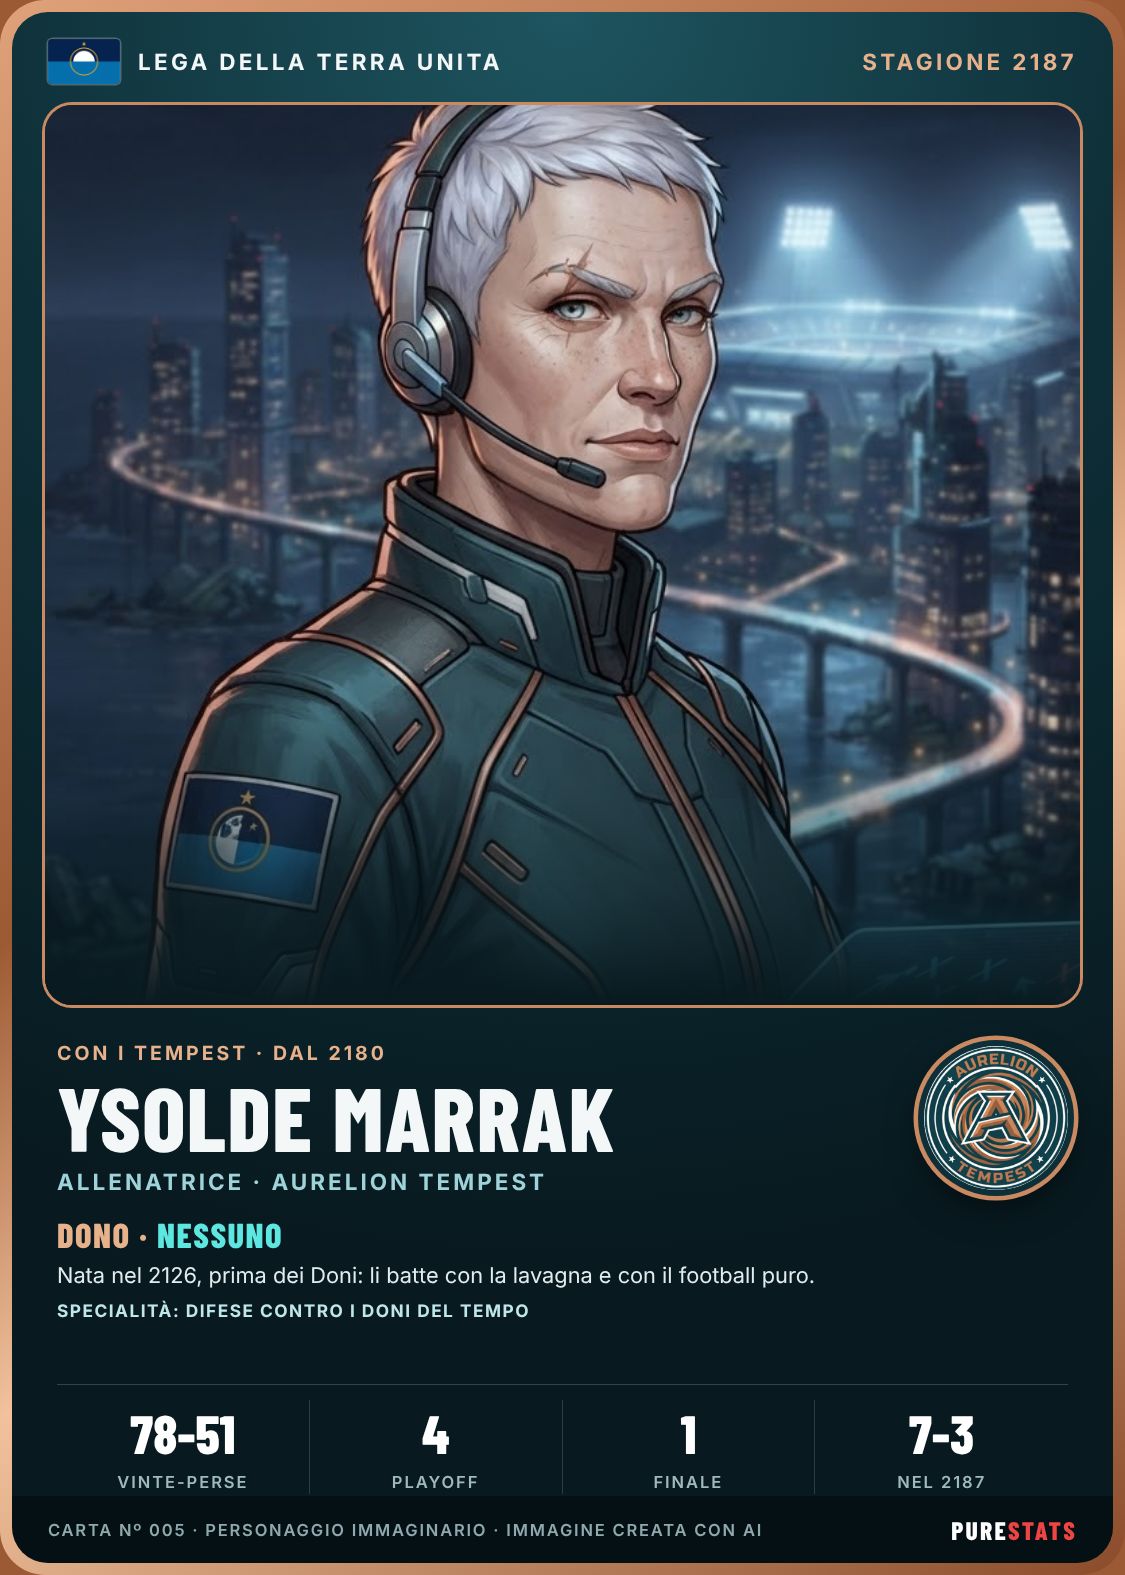 LEGA DELLA TERRA UNITA
STAGIONE 2187
CON I TEMPEST · DAL 2180
YSOLDE MARRAK
ALLENATRICE · AURELION TEMPEST
AURELION
A
TEMPEST
DONO · NESSUNO
Nata nel 2126, prima dei Doni: li batte con la lavagna e con il football puro.
SPECIALITÀ: DIFESE CONTRO I DONI DEL TEMPO
78-51
VINTE-PERSE
4
PLAYOFF
1
FINALE
7-3
NEL 2187
CARTA Nº 005 · PERSONAGGIO IMMAGINARIO · IMMAGINE CREATA CON AI
PURESTATS